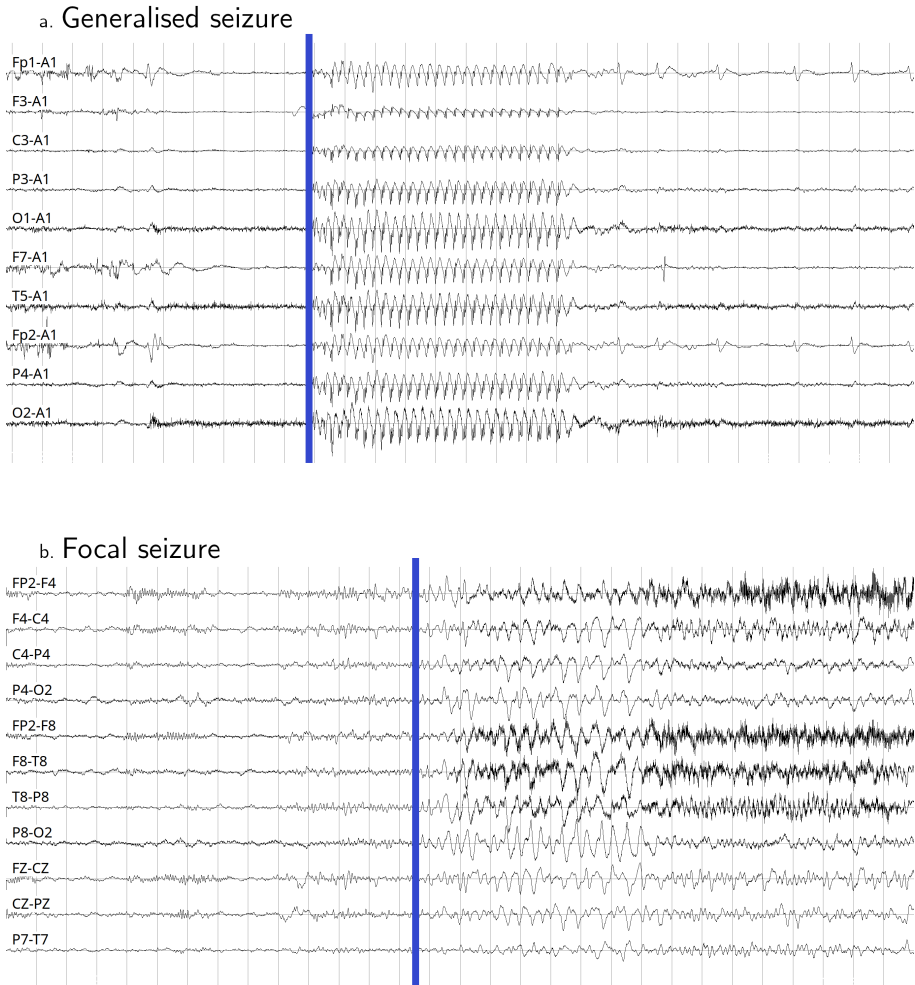 a. Generalised seizure
Fp1-A1
F3-A1
C3-A1
P3-A1
O1-A1
F7-A1
T5-A1
Fp2-A1
P4-A1
O2-A1
b. Focal seizure
FP2-F4
F4-C4
C4-P4
P4-O2
FP2-F8
F8-T8
T8-P8
P8-O2
FZ-CZ
CZ-PZ
P7-T7